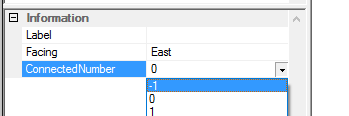 Information
Label
Facing East
ConnectedNumber 0
-1
0
1